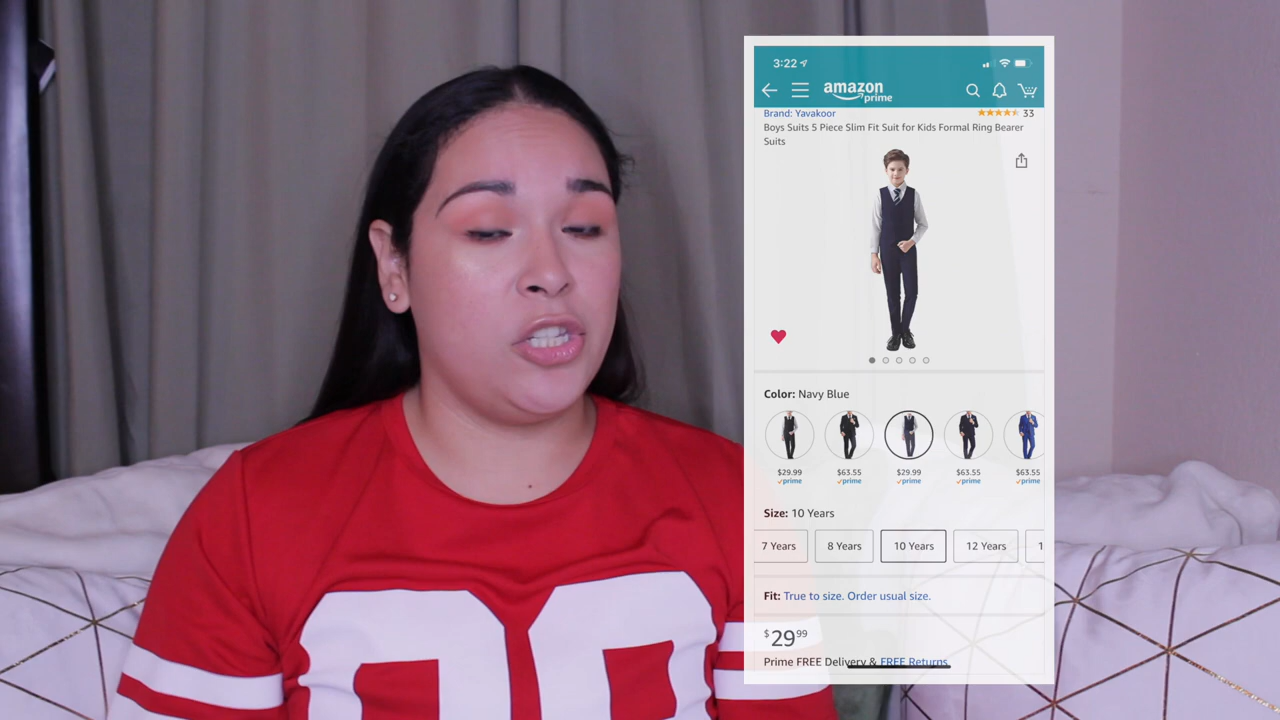 3:22
amazon
prime
Brand: Yavakoor
33
Boys Suits 5 Piece Slim Fit Suit for Kids Formal Ring Bearer
Suits
Color: Navy Blue
$29.99 $63.55 $29.99 $63.55 $63.55
prime prime prime prime prime
Size: 10 Years
7 Years 8 Years 10 Years 12 Years 1
Fit: True to size. Order usual size.
$29 99
Prime FREE Delivery & FREE Returns